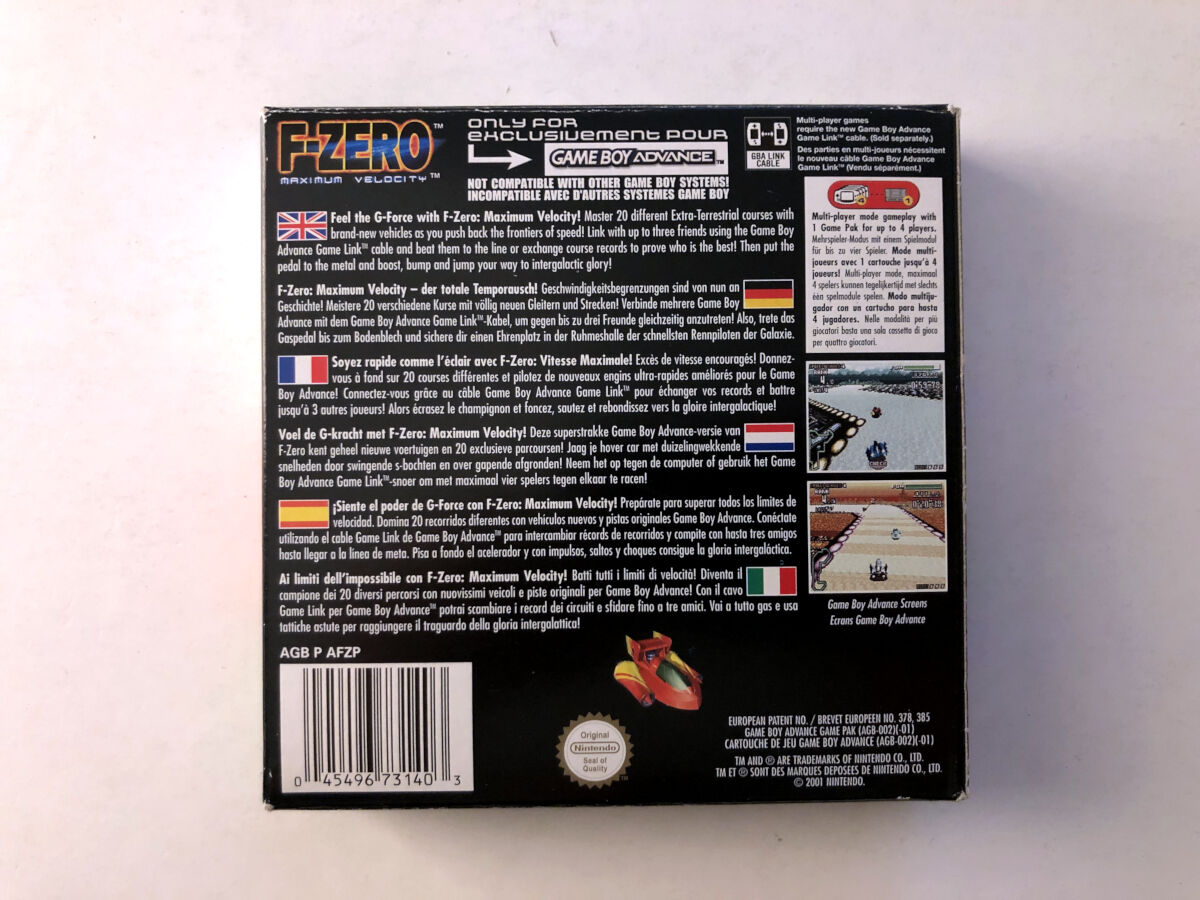 F-ZERO™
MAXIMUM VELOCITY™
ONLY FOR
EXCLUSIVEMENT POUR
GAME BOY ADVANCE™
NOT COMPATIBLE WITH OTHER GAME BOY SYSTEMS!
INCOMPATIBLE AVEC D'AUTRES SYSTEMES GAME BOY
GBA LINK
CABLE
Multi-player games
require the new Game Boy Advance
Game Link™ cable. (Sold separately.)
Des parties en multi-joueurs nécessitent
le nouveau câble Game Boy Advance
Game Link™ (Vendu séparément.)
Feel the G-Force with F-Zero: Maximum Velocity! Master 20 different Extra-Terrestrial courses with
brand-new vehicles as you push back the frontiers of speed! Link with up to three friends using the Game Boy
Advance Game Link™ cable and beat them to the line or exchange course records to prove who is the best! Then put the
pedal to the metal and boost, bump and jump your way to intergalactic glory!
F-Zero: Maximum Velocity – der totale Temporausch! Geschwindigkeitsbegrenzungen sind von nun an
Geschichte! Meistere 20 verschiedene Kurse mit völlig neuen Gleitern und Strecken! Verbinde mehrere Game Boy
Advance mit dem Game Boy Advance Game Link™-Kabel, um gegen bis zu drei Freunde gleichzeitig anzutreten! Also, trete das
Gaspedal bis zum Bodenblech und sichere dir einen Ehrenplatz in der Ruhmeshalle der schnellsten Rennpiloten der Galaxie.
Soyez rapide comme l'éclair avec F-Zero: Vitesse Maximale! Excès de vitesse encouragés! Donnez-
vous à fond sur 20 courses différentes et pilotez de nouveaux engins ultra-rapides améliorés pour le Game
Boy Advance! Connectez-vous grâce au câble Game Boy Advance Game Link™ pour échanger vos records et battre
jusqu'à 3 autres joueurs! Alors écrasez le champignon et foncez, sautez et rebondissez vers la gloire intergalactique!
Voel de G-kracht met F-Zero: Maximum Velocity! Deze superstrakke Game Boy Advance-versie van
F-Zero kent geheel nieuwe voertuigen en 20 exclusieve parcoursen! Jaag je hover car met duizelingwekkende
snelheden door swingende s-bochten en over gapende afgronden! Neem het op tegen de computer of gebruik het Game
Boy Advance Game Link™-snoer om met maximaal vier spelers tegen elkaar te racen!
¡Siente el poder de G-Force con F-Zero: Maximum Velocity! Prepárate para superar todos los límites de
velocidad. Domina 20 recorridos diferentes con vehículos nuevos y pistas originales Game Boy Advance. Conéctate
utilizando el cable Game Link de Game Boy Advance™ para intercambiar récords de recorridos y compite con hasta tres amigos
hasta llegar a la línea de meta. Pisa a fondo el acelerador y con impulsos, saltos y choques consigue la gloria intergaláctica.
Ai limiti dell'impossibile con F-Zero: Maximum Velocity! Batti tutti i limiti di velocità! Diventa il
campione dei 20 diversi percorsi con nuovissimi veicoli e piste originali per Game Boy Advance! Con il cavo
Game Link per Game Boy Advance™ potrai scambiare i record dei circuiti e sfidare fino a tre amici. Vai a tutto gas e usa
tattiche astute per raggiungere il traguardo della gloria intergalattica!
4
1
Multi-player mode gameplay with
1 Game Pak for up to 4 players.
Mehrspieler-Modus mit einem Spielmodul
für bis zu vier Spieler. Mode multi-
joueurs avec 1 cartouche jusqu'à 4
joueurs! Multi-player mode, maximaal
4 spelers kunnen tegelijkertijd met slechts
één spelmodule spelen. Modo multiju-
gador con un cartucho para hasta
4 jugadores. Nelle modalità per più
giocatori basta una sola cassetta di gioco
per quattro giocatori.
RANK
4
0'59"78
CHECK
RANK
4
0'20"38
Game Boy Advance Screens
Ecrans Game Boy Advance
AGB P AFZP
0 45496 73140 3
Original
Nintendo
Seal of
Quality
TM
EUROPEAN PATENT NO. / BREVET EUROPEEN NO. 378, 385
GAME BOY ADVANCE GAME PAK (AGB-002)(-01)
CARTOUCHE DE JEU GAME BOY ADVANCE (AGB-002)(-01)
TM AND ® ARE TRADEMARKS OF NINTENDO CO., LTD.
TM ET ® SONT DES MARQUES DEPOSEES DE NINTENDO CO., LTD.
© 2001 NINTENDO.